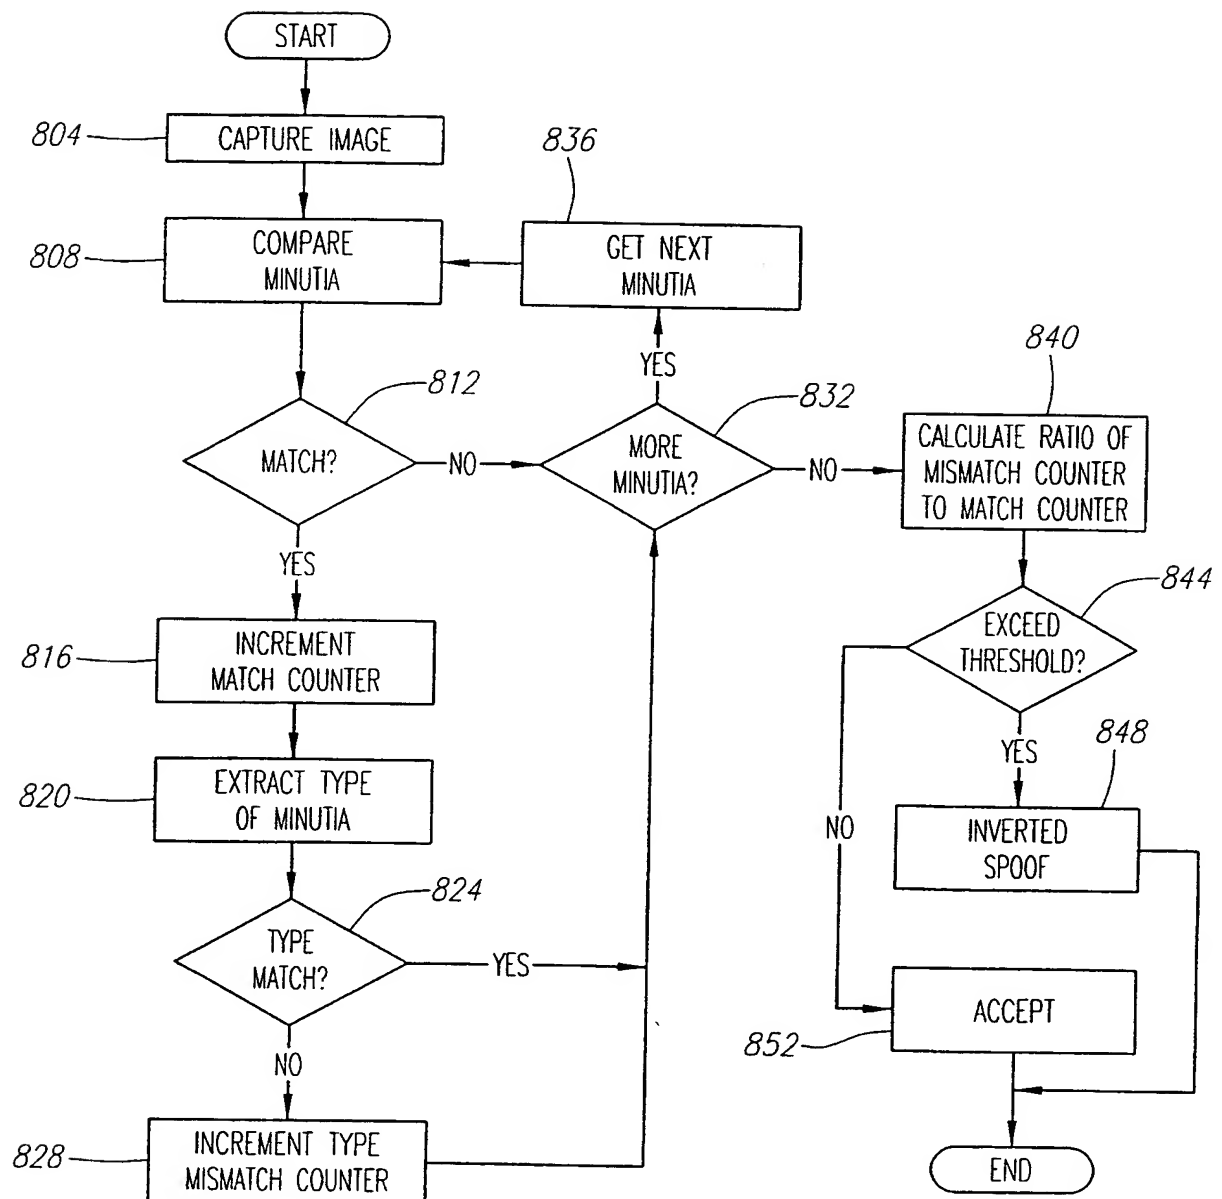 START
804
CAPTURE IMAGE
836
808
COMPARE
MINUTIA
GET NEXT
MINUTIA
YES
840
812
832
MATCH?
NO
MORE
MINUTIA?
NO
CALCULATE RATIO OF
MISMATCH COUNTER
TO MATCH COUNTER
YES
844
EXCEED
THRESHOLD?
816
INCREMENT
MATCH COUNTER
YES
848
820
EXTRACT TYPE
OF MINUTIA
NO
INVERTED
SPOOF
824
TYPE
MATCH?
YES
ACCEPT
852
NO
828
INCREMENT TYPE
MISMATCH COUNTER
END